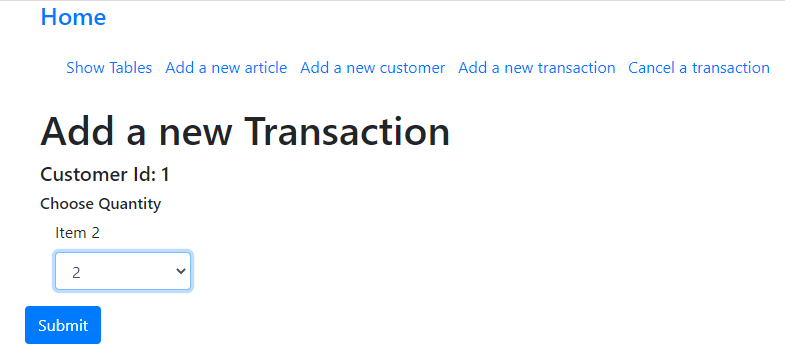 Home
Show Tables Add a new article Add a new customer Add a new transaction Cancel a transaction
Add a new Transaction
Customer Id: 1
Choose Quantity
Item 2
2
Submit